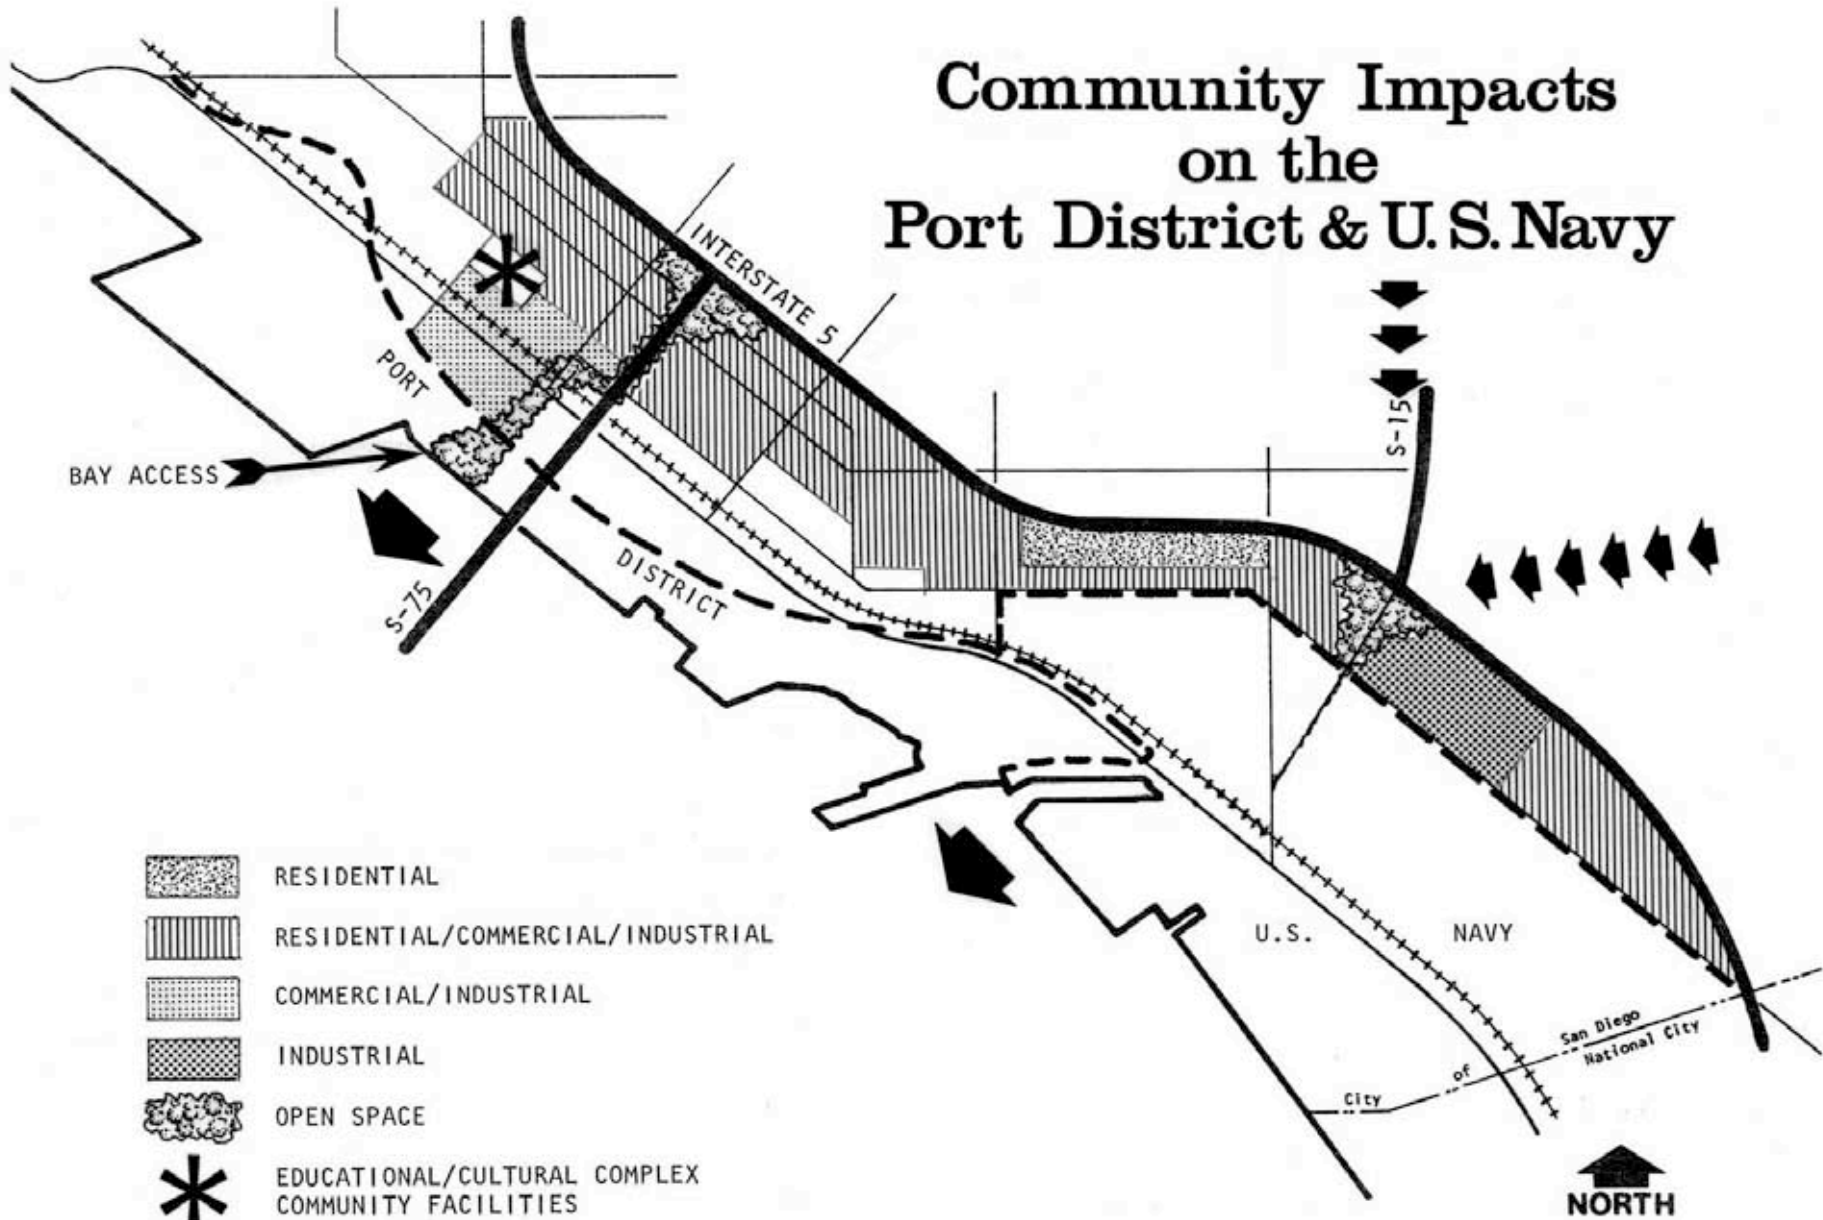 Community Impacts
on the
Port District & U.S. Navy
INTERSTATE 5
PORT
S-15
BAY ACCESS
DISTRICT
S-75
RESIDENTIAL
RESIDENTIAL/COMMERCIAL/INDUSTRIAL
COMMERCIAL/INDUSTRIAL
INDUSTRIAL
OPEN SPACE
EDUCATIONAL/CULTURAL COMPLEX
COMMUNITY FACILITIES
U.S. NAVY
San Diego
City of National City
NORTH